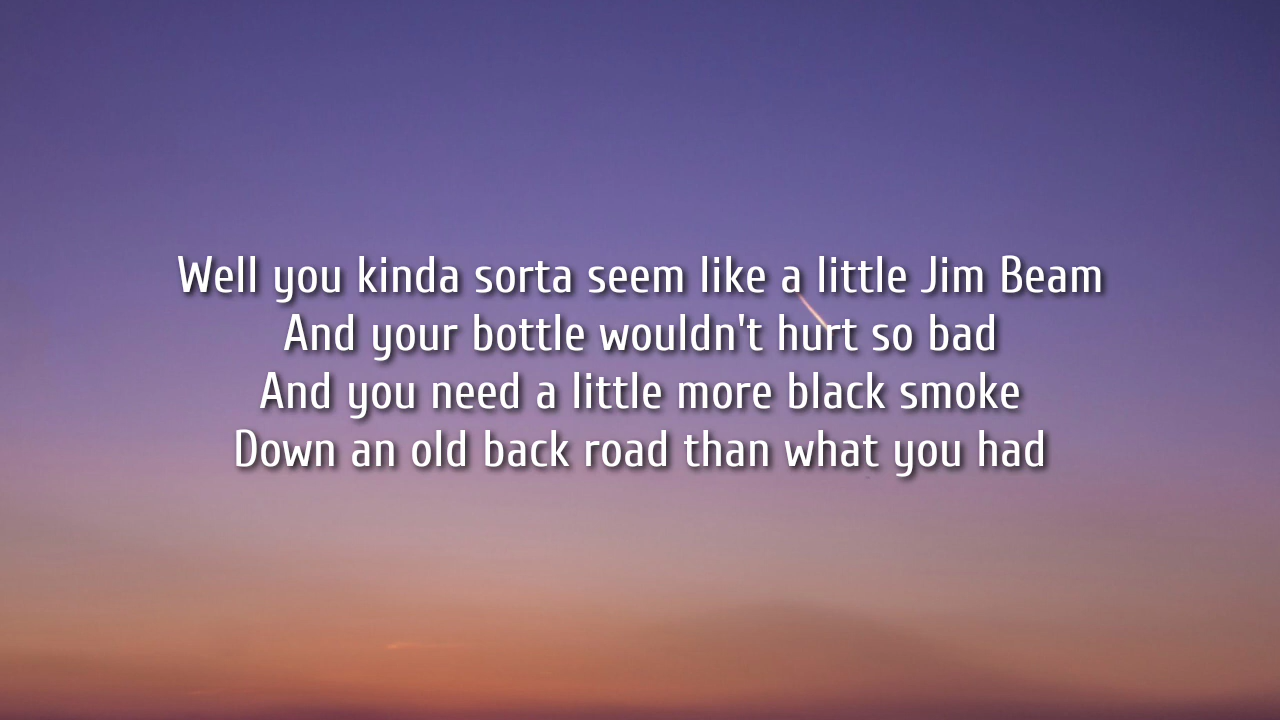 Well you kinda sorta seem like a little Jim Beam
And your bottle wouldn't hurt so bad
And you need a little more black smoke
Down an old back road than what you had